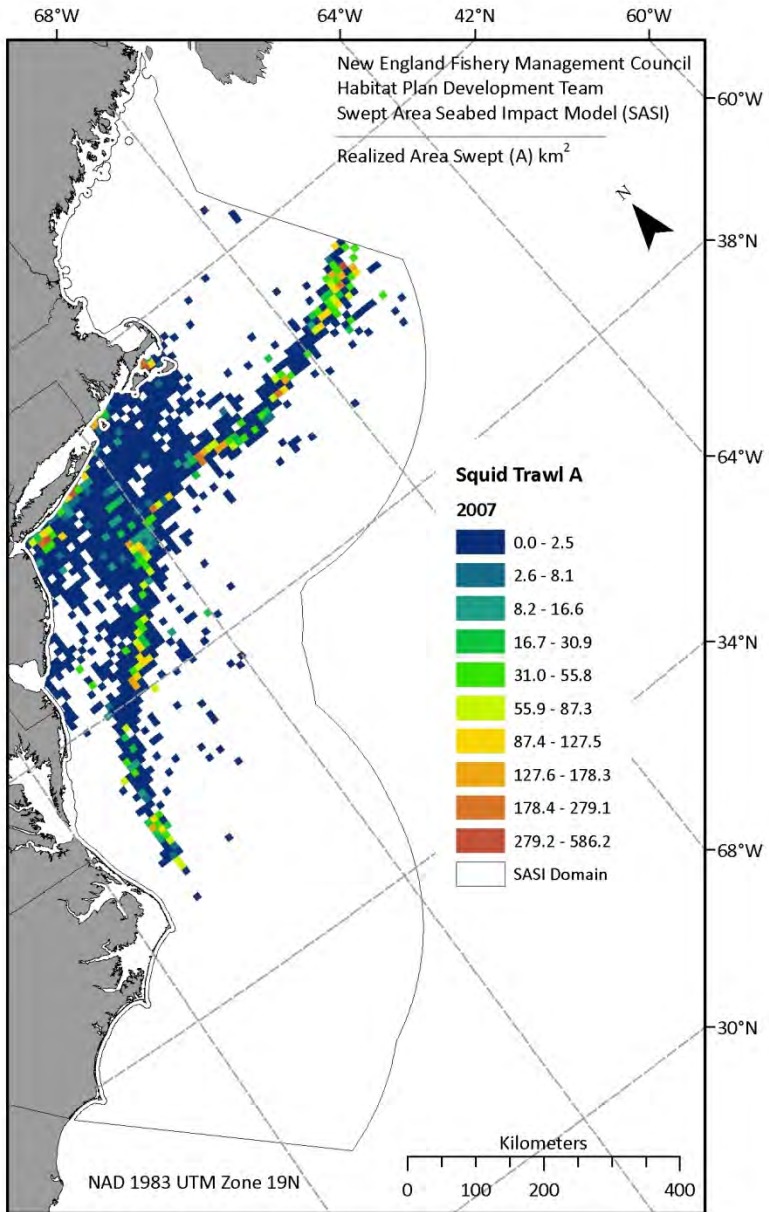 68°W
64°W
42°N
60°W
New England Fishery Management Council
Habitat Plan Development Team
Swept Area Seabed Impact Model (SASI)
Realized Area Swept (A) km²
60°W
N
38°N
64°W
Squid Trawl A
2007
0.0 - 2.5
2.6 - 8.1
8.2 - 16.6
16.7 - 30.9
31.0 - 55.8
55.9 - 87.3
87.4 - 127.5
127.6 - 178.3
178.4 - 279.1
279.2 - 586.2
SASI Domain
34°N
68°W
30°N
Kilometers
0 100 200 400
NAD 1983 UTM Zone 19N